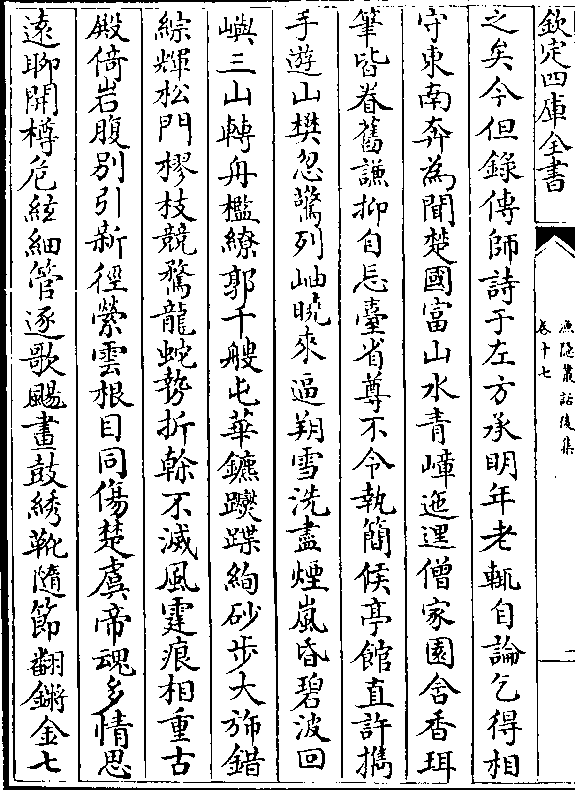 欽定四庫全書
漁隱叢話後集
卷十七
二
之矣今但錄傳師詩于左方承明年老輒自論乞得相
守東南奔為聞楚國富山水青嶂迤邐僧家園舍香珥
筆皆眷舊謙抑自忘臺省尊不令執簡候亭館直許攜
手遊山樊忽驚列岫曉來逼朔雪洗盡煙嵐昏碧波回
嶼三山轉舟檻繚郭千艘屯華鑣躞蹀絢砂步大斾錯
綜輝松門樛枝競騖龍蛇勢折榦不滅風霆痕相重古
殿倚岩腹別引新徑縈雲根目同傷楚虞帝魂多情思
遠聊開樽危絃細管逐歌颺畫鼓綉靴隨節翻鏘金七